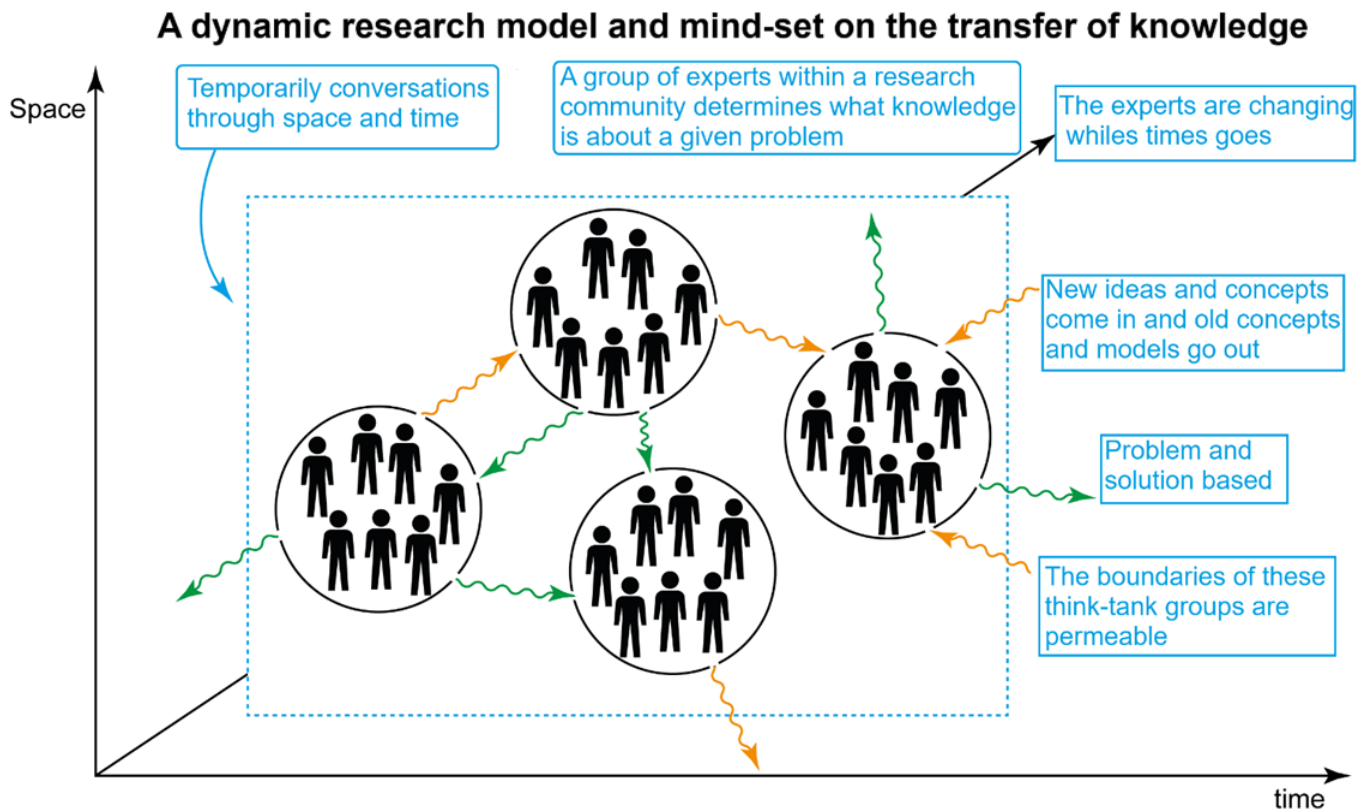 A dynamic research model and mind-set on the transfer of knowledge
Space
Temporarily conversations
through space and time
A group of experts within a research
community determines what knowledge
is about a given problem
The experts are changing
whiles times goes
New ideas and concepts
come in and old concepts
and models go out
Problem and
solution based
The boundaries of these
think-tank groups are
permeable
time